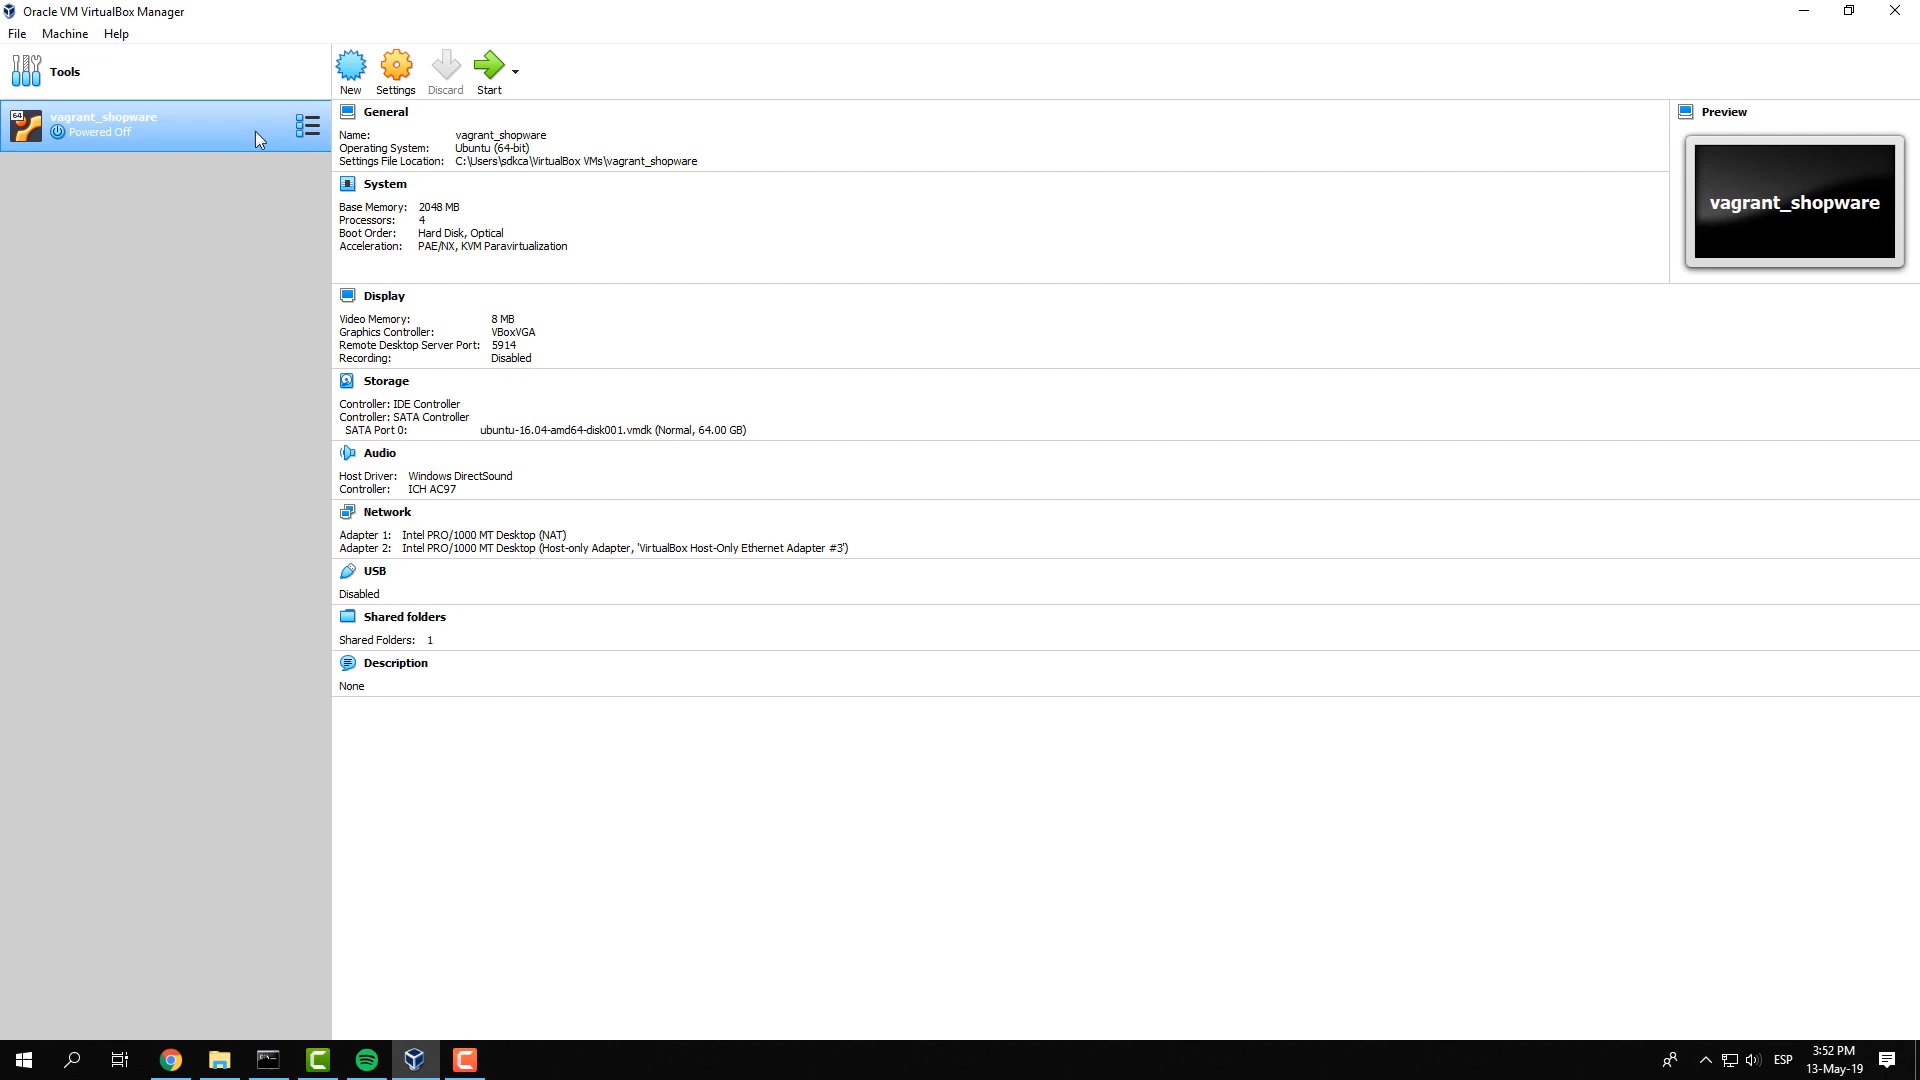 Oracle VM VirtualBox Manager
File Machine Help
Tools
New Settings Discard Start
64 vagrant_shopware
Powered Off
General
Name: vagrant_shopware
Operating System: Ubuntu (64-bit)
Settings File Location: C:\Users\sdkca\VirtualBox VMs\vagrant_shopware
Preview
vagrant_shopware
System
Base Memory: 2048 MB
Processors: 4
Boot Order: Hard Disk, Optical
Acceleration: PAE/NX, KVM Paravirtualization
Display
Video Memory: 8 MB
Graphics Controller: VBoxVGA
Remote Desktop Server Port: 5914
Recording: Disabled
Storage
Controller: IDE Controller
Controller: SATA Controller
SATA Port 0: ubuntu-16.04-amd64-disk001.vmdk (Normal, 64.00 GB)
Audio
Host Driver: Windows DirectSound
Controller: ICH AC97
Network
Adapter 1: Intel PRO/1000 MT Desktop (NAT)
Adapter 2: Intel PRO/1000 MT Desktop (Host-only Adapter, 'VirtualBox Host-Only Ethernet Adapter #3')
USB
Disabled
Shared folders
Shared Folders: 1
Description
None
ESP
3:52 PM
13-May-19